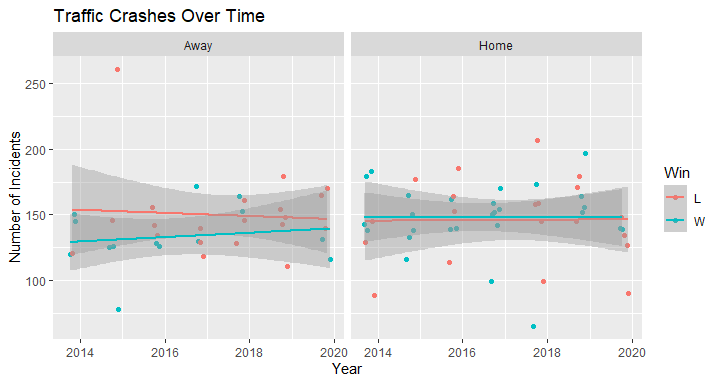 Traffic Crashes Over Time
Away
Home
Number of Incidents
250
200
150
100
2014
2016
2018
2020
2014
2016
2018
2020
Year
Win
L
W